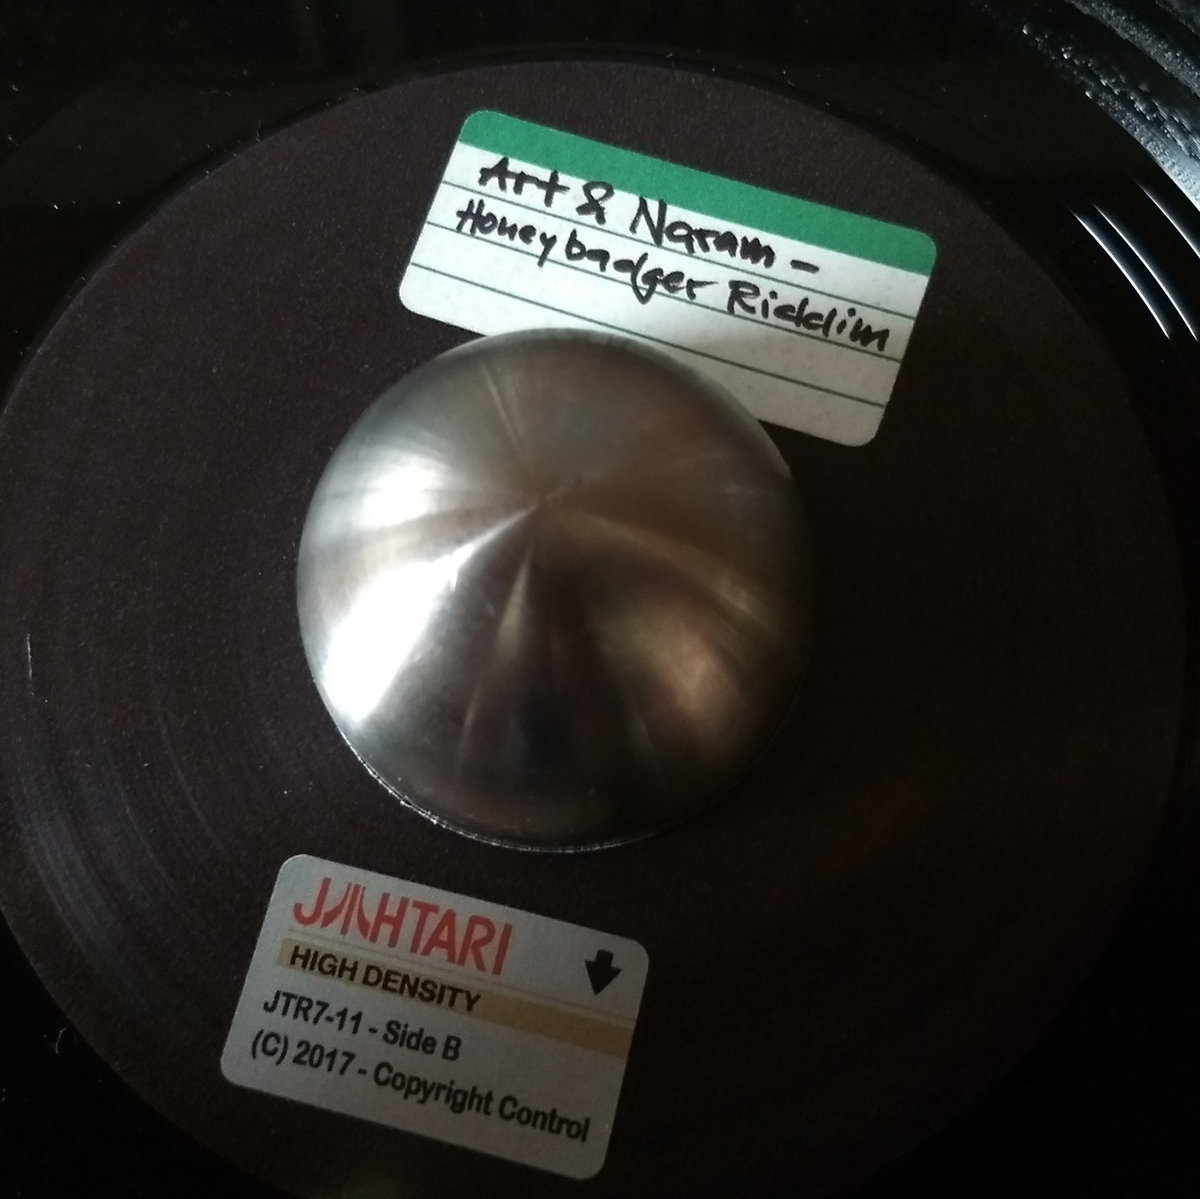 Art & Naram -
Honeybadger Riddim
JAHTARI
HIGH DENSITY
JTR7-11 - Side B
(C) 2017 - Copyright Control